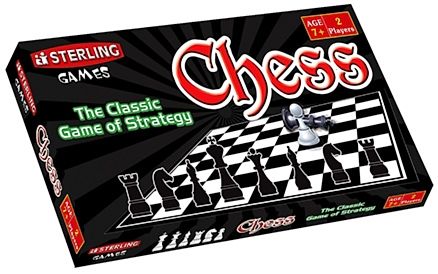 STERLING
GAMES
Chess
AGE
7+
2
Players
The Classic
Game of Strategy
STERLING
GAMES
Chess
The Classic
Game of Strategy
AGE
7+
2
Players